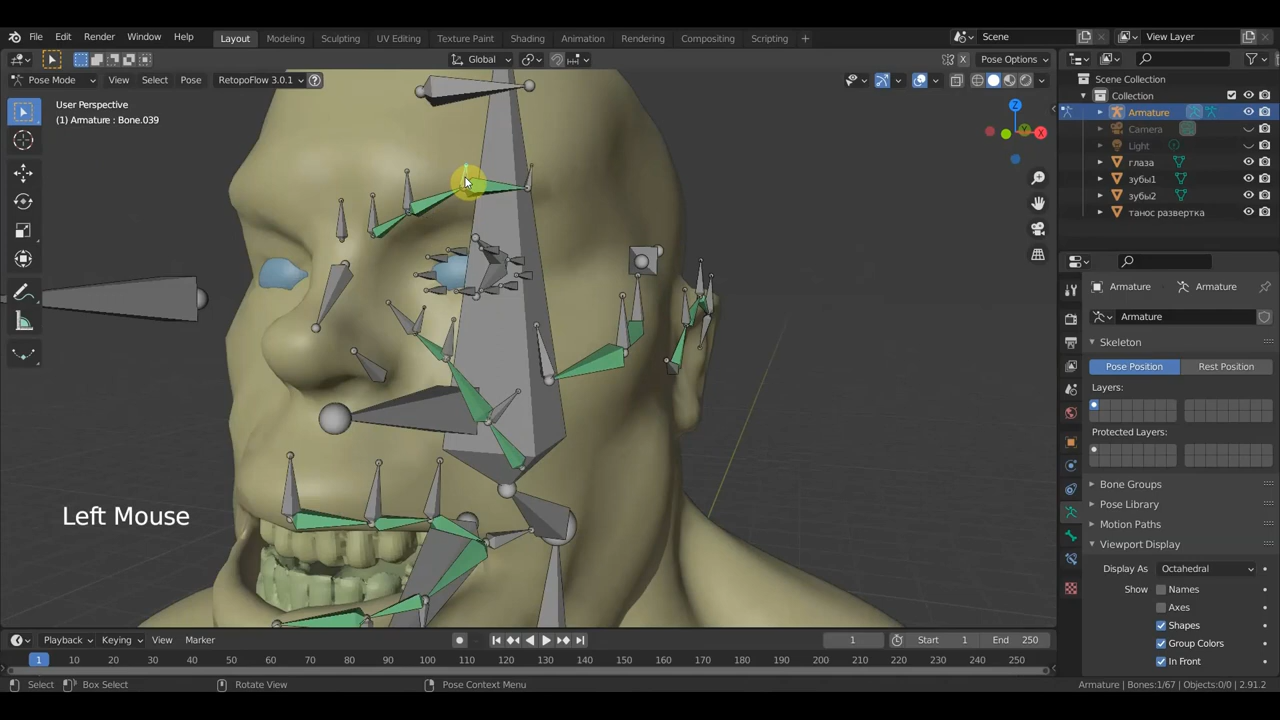 File Edit Render Window Help Layout Modeling Sculpting UV Editing Texture Paint Shading Animation Rendering Compositing Scripting + Scene View Layer
Global Pose Options
Pose Mode View Select Pose RetopoFlow 3.0.1 ?
User Perspective
(1) Armature : Bone.039
Z
X
Y
Scene Collection
Collection
Armature
Camera
Light
глаза
зубы1
зубы2
танос развертка
Armature Armature
Armature
Skeleton
Pose Position Rest Position
Layers:
Protected Layers:
Bone Groups
Pose Library
Motion Paths
Viewport Display
Display As Octahedral
Show Names
Axes
Shapes
Group Colors
In Front
Left Mouse
Playback Keying View Marker 1 Start 1 End 250
1 10 20 30 40 50 60 70 80 90 100 110 120 130 140 150 160 170 180 190 200 210 220 230 240 250
Select Box Select Rotate View Pose Context Menu Armature | Bones:1/67 | Objects:0/0 | 2.91.2